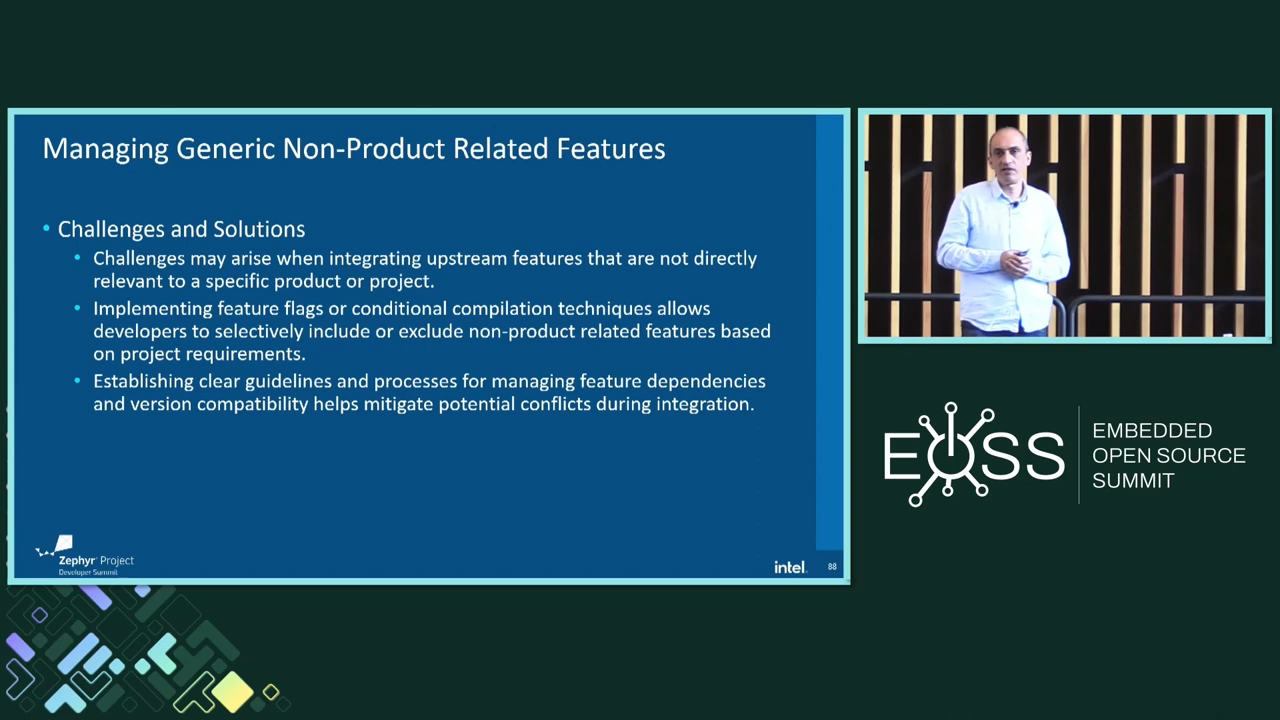 Managing Generic Non-Product Related Features
• Challenges and Solutions
• Challenges may arise when integrating upstream features that are not directly
relevant to a specific product or project.
• Implementing feature flags or conditional compilation techniques allows
developers to selectively include or exclude non-product related features based
on project requirements.
• Establishing clear guidelines and processes for managing feature dependencies
and version compatibility helps mitigate potential conflicts during integration.
Zephyr Project
Developer Summit
intel.
88
EOSS
EMBEDDED
OPEN SOURCE
SUMMIT